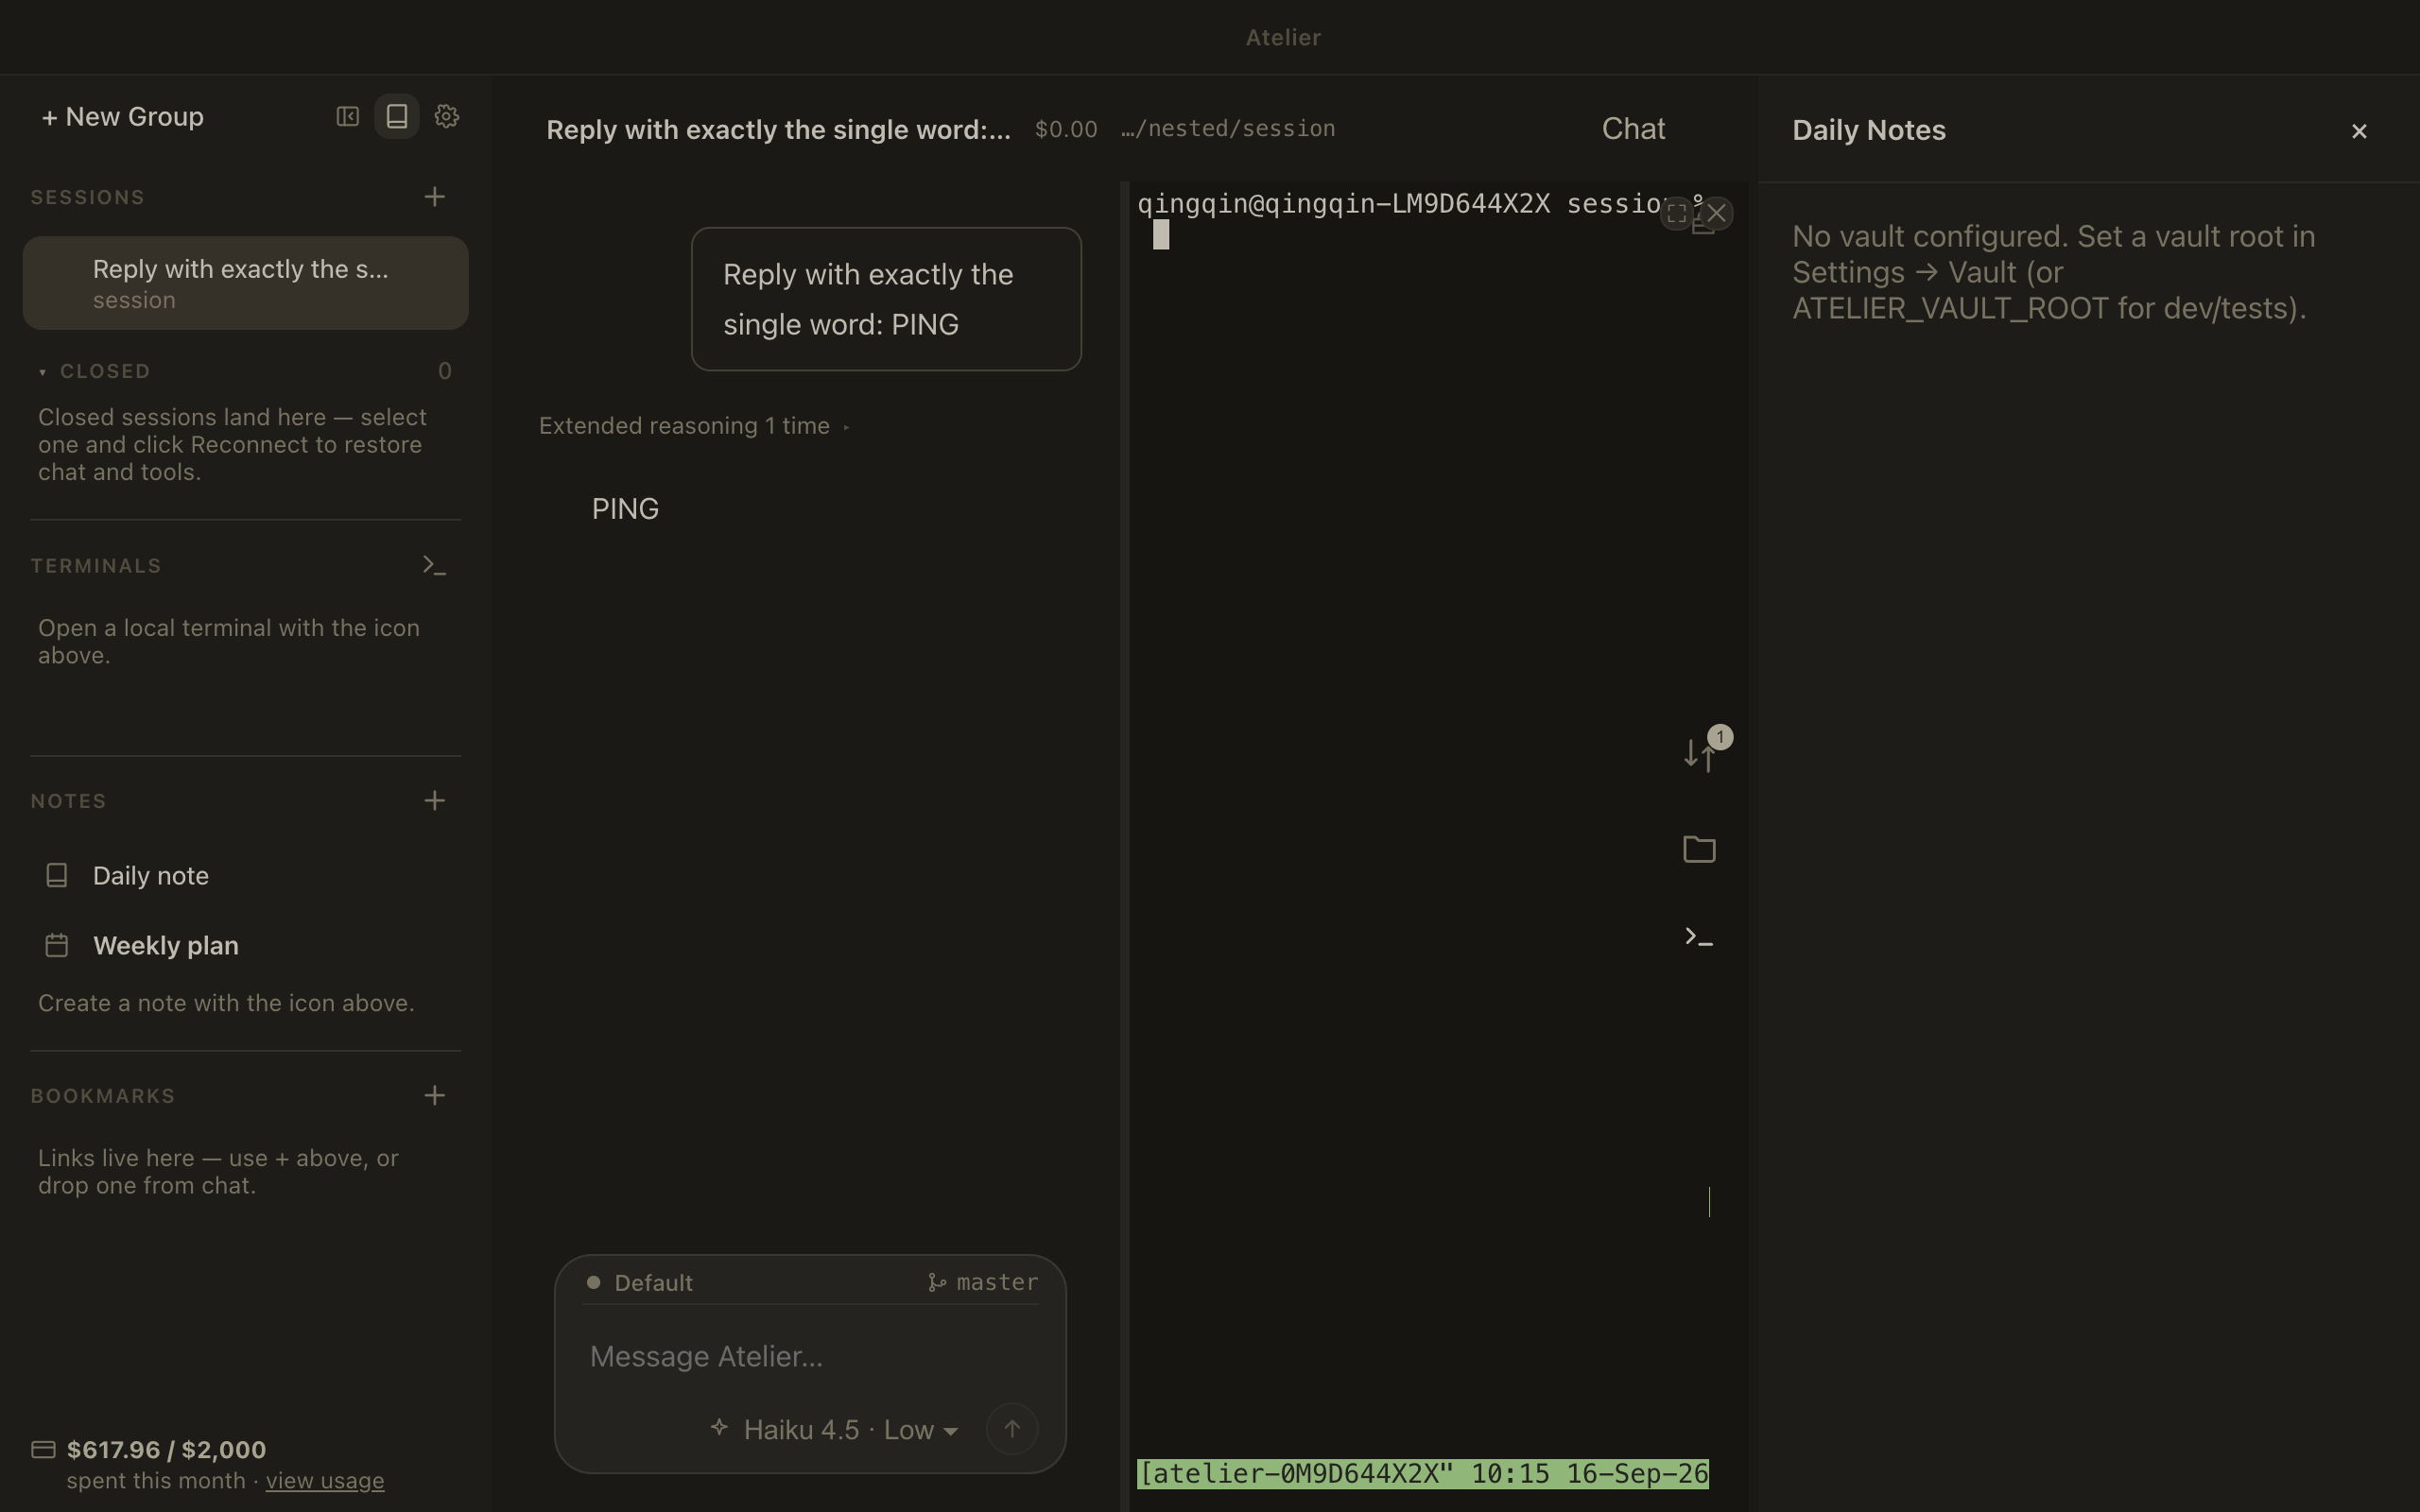 Atelier
+ New Group
SESSIONS
Reply with exactly the s...
session
CLOSED 0
Closed sessions land here — select
one and click Reconnect to restore
chat and tools.
TERMINALS
Open a local terminal with the icon
above.
NOTES
Daily note
Weekly plan
Create a note with the icon above.
BOOKMARKS
Links live here — use + above, or
drop one from chat.
$617.96 / $2,000
spent this month · view usage
Reply with exactly the single word:... $0.00 …/nested/session Chat
Reply with exactly the
single word: PING
Extended reasoning 1 time
PING
Default master
Message Atelier...
Haiku 4.5 · Low
qingqin@qingqin-LM9D644X2X sessio
1
[atelier-0M9D644X2X" 10:15 16-Sep-26
Daily Notes
No vault configured. Set a vault root in
Settings → Vault (or
ATELIER_VAULT_ROOT for dev/tests).